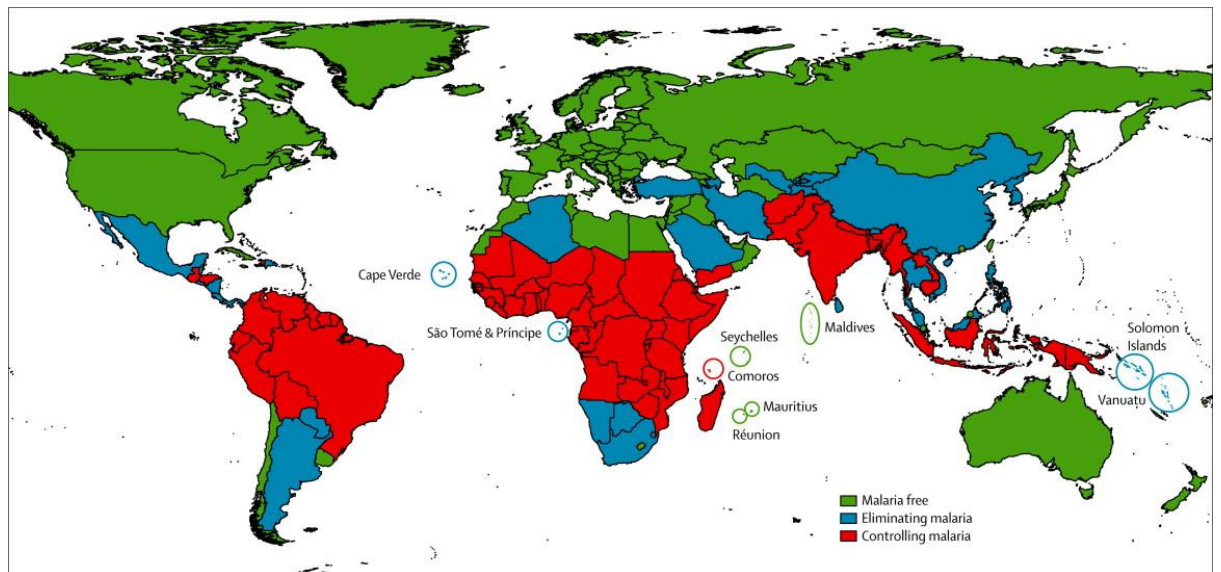 Cape Verde
São Tomé & Príncipe
Seychelles
Comoros
Mauritius
Réunion
Maldives
Solomon
Islands
Vanuatu
Malaria free
Eliminating malaria
Controlling malaria